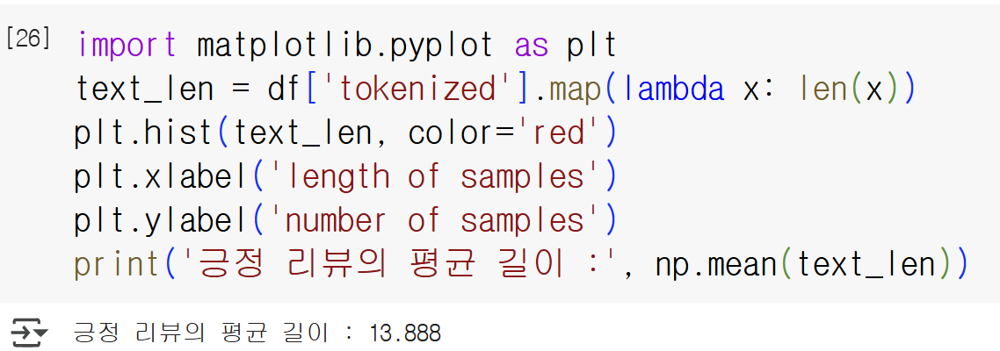 [26] import matplotlib.pyplot as plt
text_len = df['tokenized'].map(lambda x: len(x))
plt.hist(text_len, color='red')
plt.xlabel('length of samples')
plt.ylabel('number of samples')
print('긍정 리뷰의 평균 길이 :', np.mean(text_len))
긍정 리뷰의 평균 길이 : 13.888